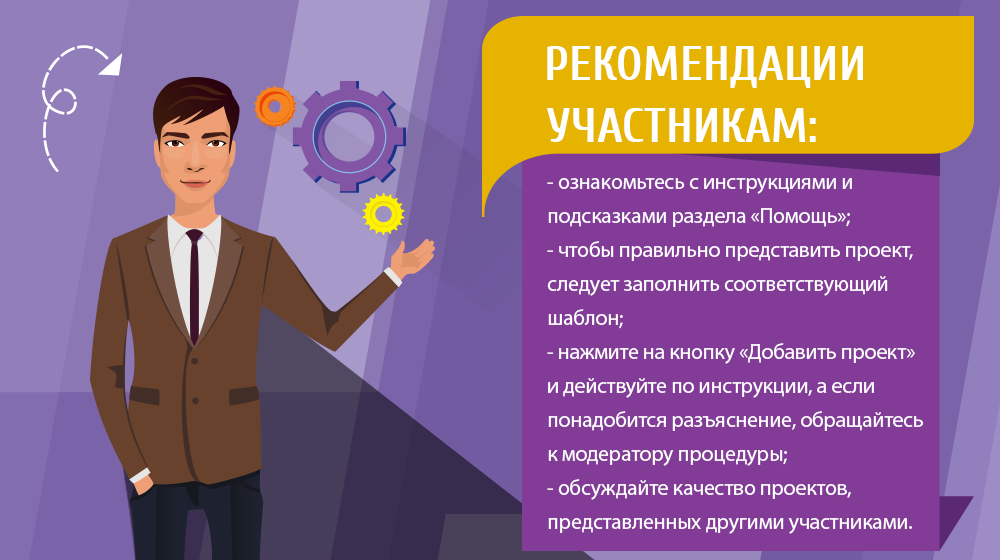 РЕКОМЕНДАЦИИ
УЧАСТНИКАМ:
- ознакомьтесь с инструкциями и
подсказками раздела «Помощь»;
- чтобы правильно представить проект,
следует заполнить соответствующий
шаблон;
- нажмите на кнопку «Добавить проект»
и действуйте по инструкции, а если
понадобится разъяснение, обращайтесь
к модератору процедуры;
- обсуждайте качество проектов,
представленных другими участниками.